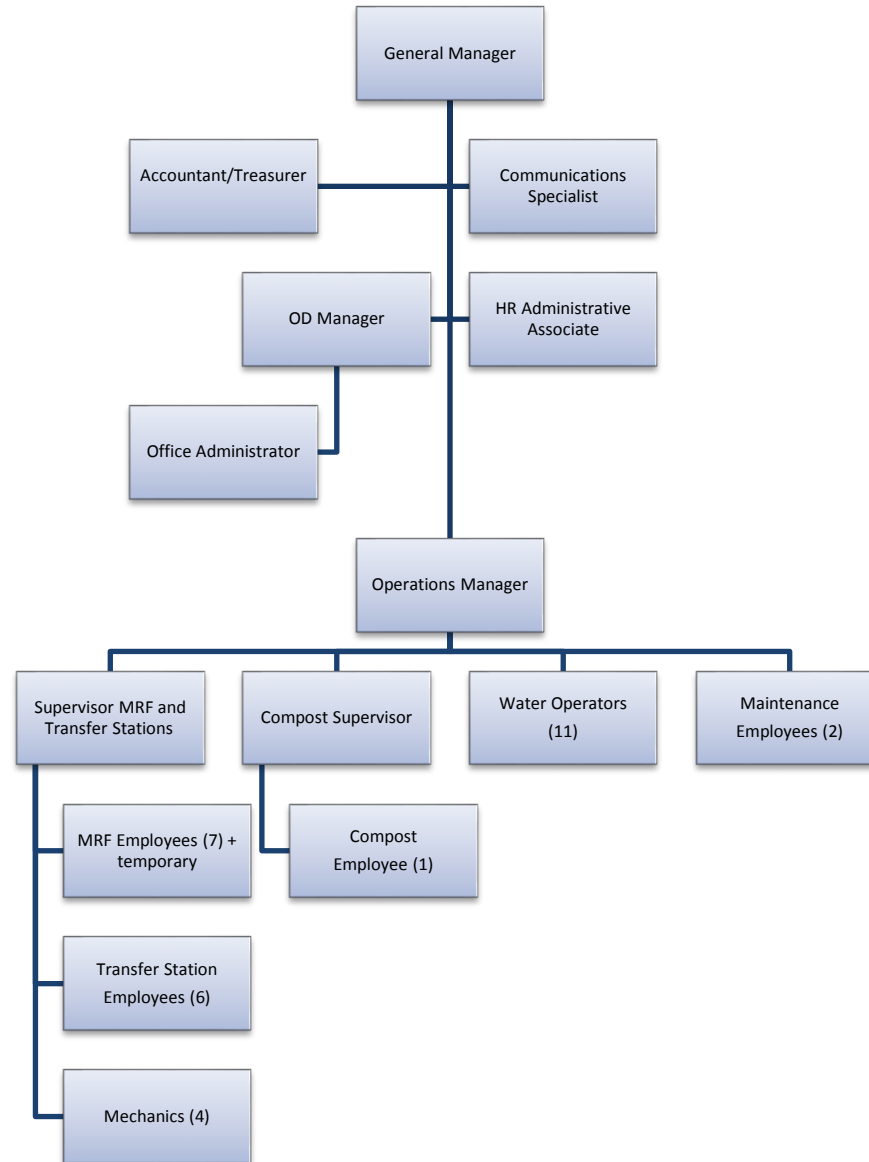 General Manager
Accountant/Treasurer
Communications
Specialist
OD Manager
HR Administrative
Associate
Office Administrator
Operations Manager
Supervisor MRF and
Transfer Stations
Compost Supervisor
Water Operators
(11)
Maintenance
Employees (2)
MRF Employees (7) +
temporary
Compost
Employee (1)
Transfer Station
Employees (6)
Mechanics (4)